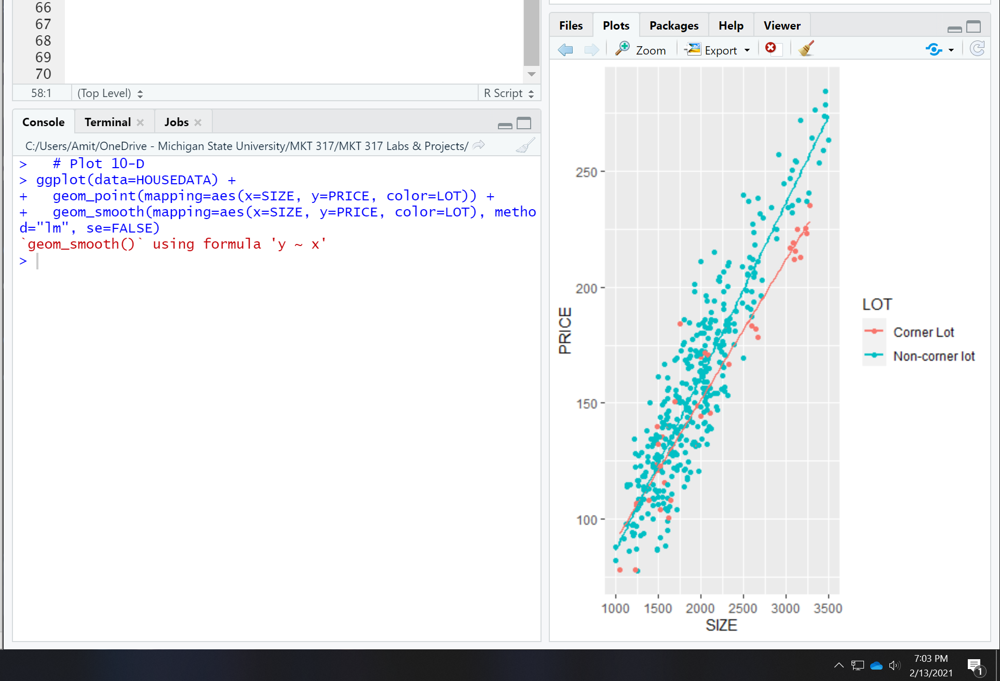 66
67
68
69
70
58:1 (Top Level) R Script
Console Terminal Jobs
C:/Users/Amit/OneDrive - Michigan State University/MKT 317/MKT 317 Labs & Projects/
>   # Plot 10-D
> ggplot(data=HOUSEDATA) +
+   geom_point(mapping=aes(x=SIZE, y=PRICE, color=LOT)) +
+   geom_smooth(mapping=aes(x=SIZE, y=PRICE, color=LOT), metho
d="lm", se=FALSE)
`geom_smooth()` using formula 'y ~ x'
>
Files Plots Packages Help Viewer
Zoom Export
250
200
150
100
PRICE
1000 1500 2000 2500 3000 3500
SIZE
LOT
Corner Lot
Non-corner lot
7:03 PM
2/13/2021
1